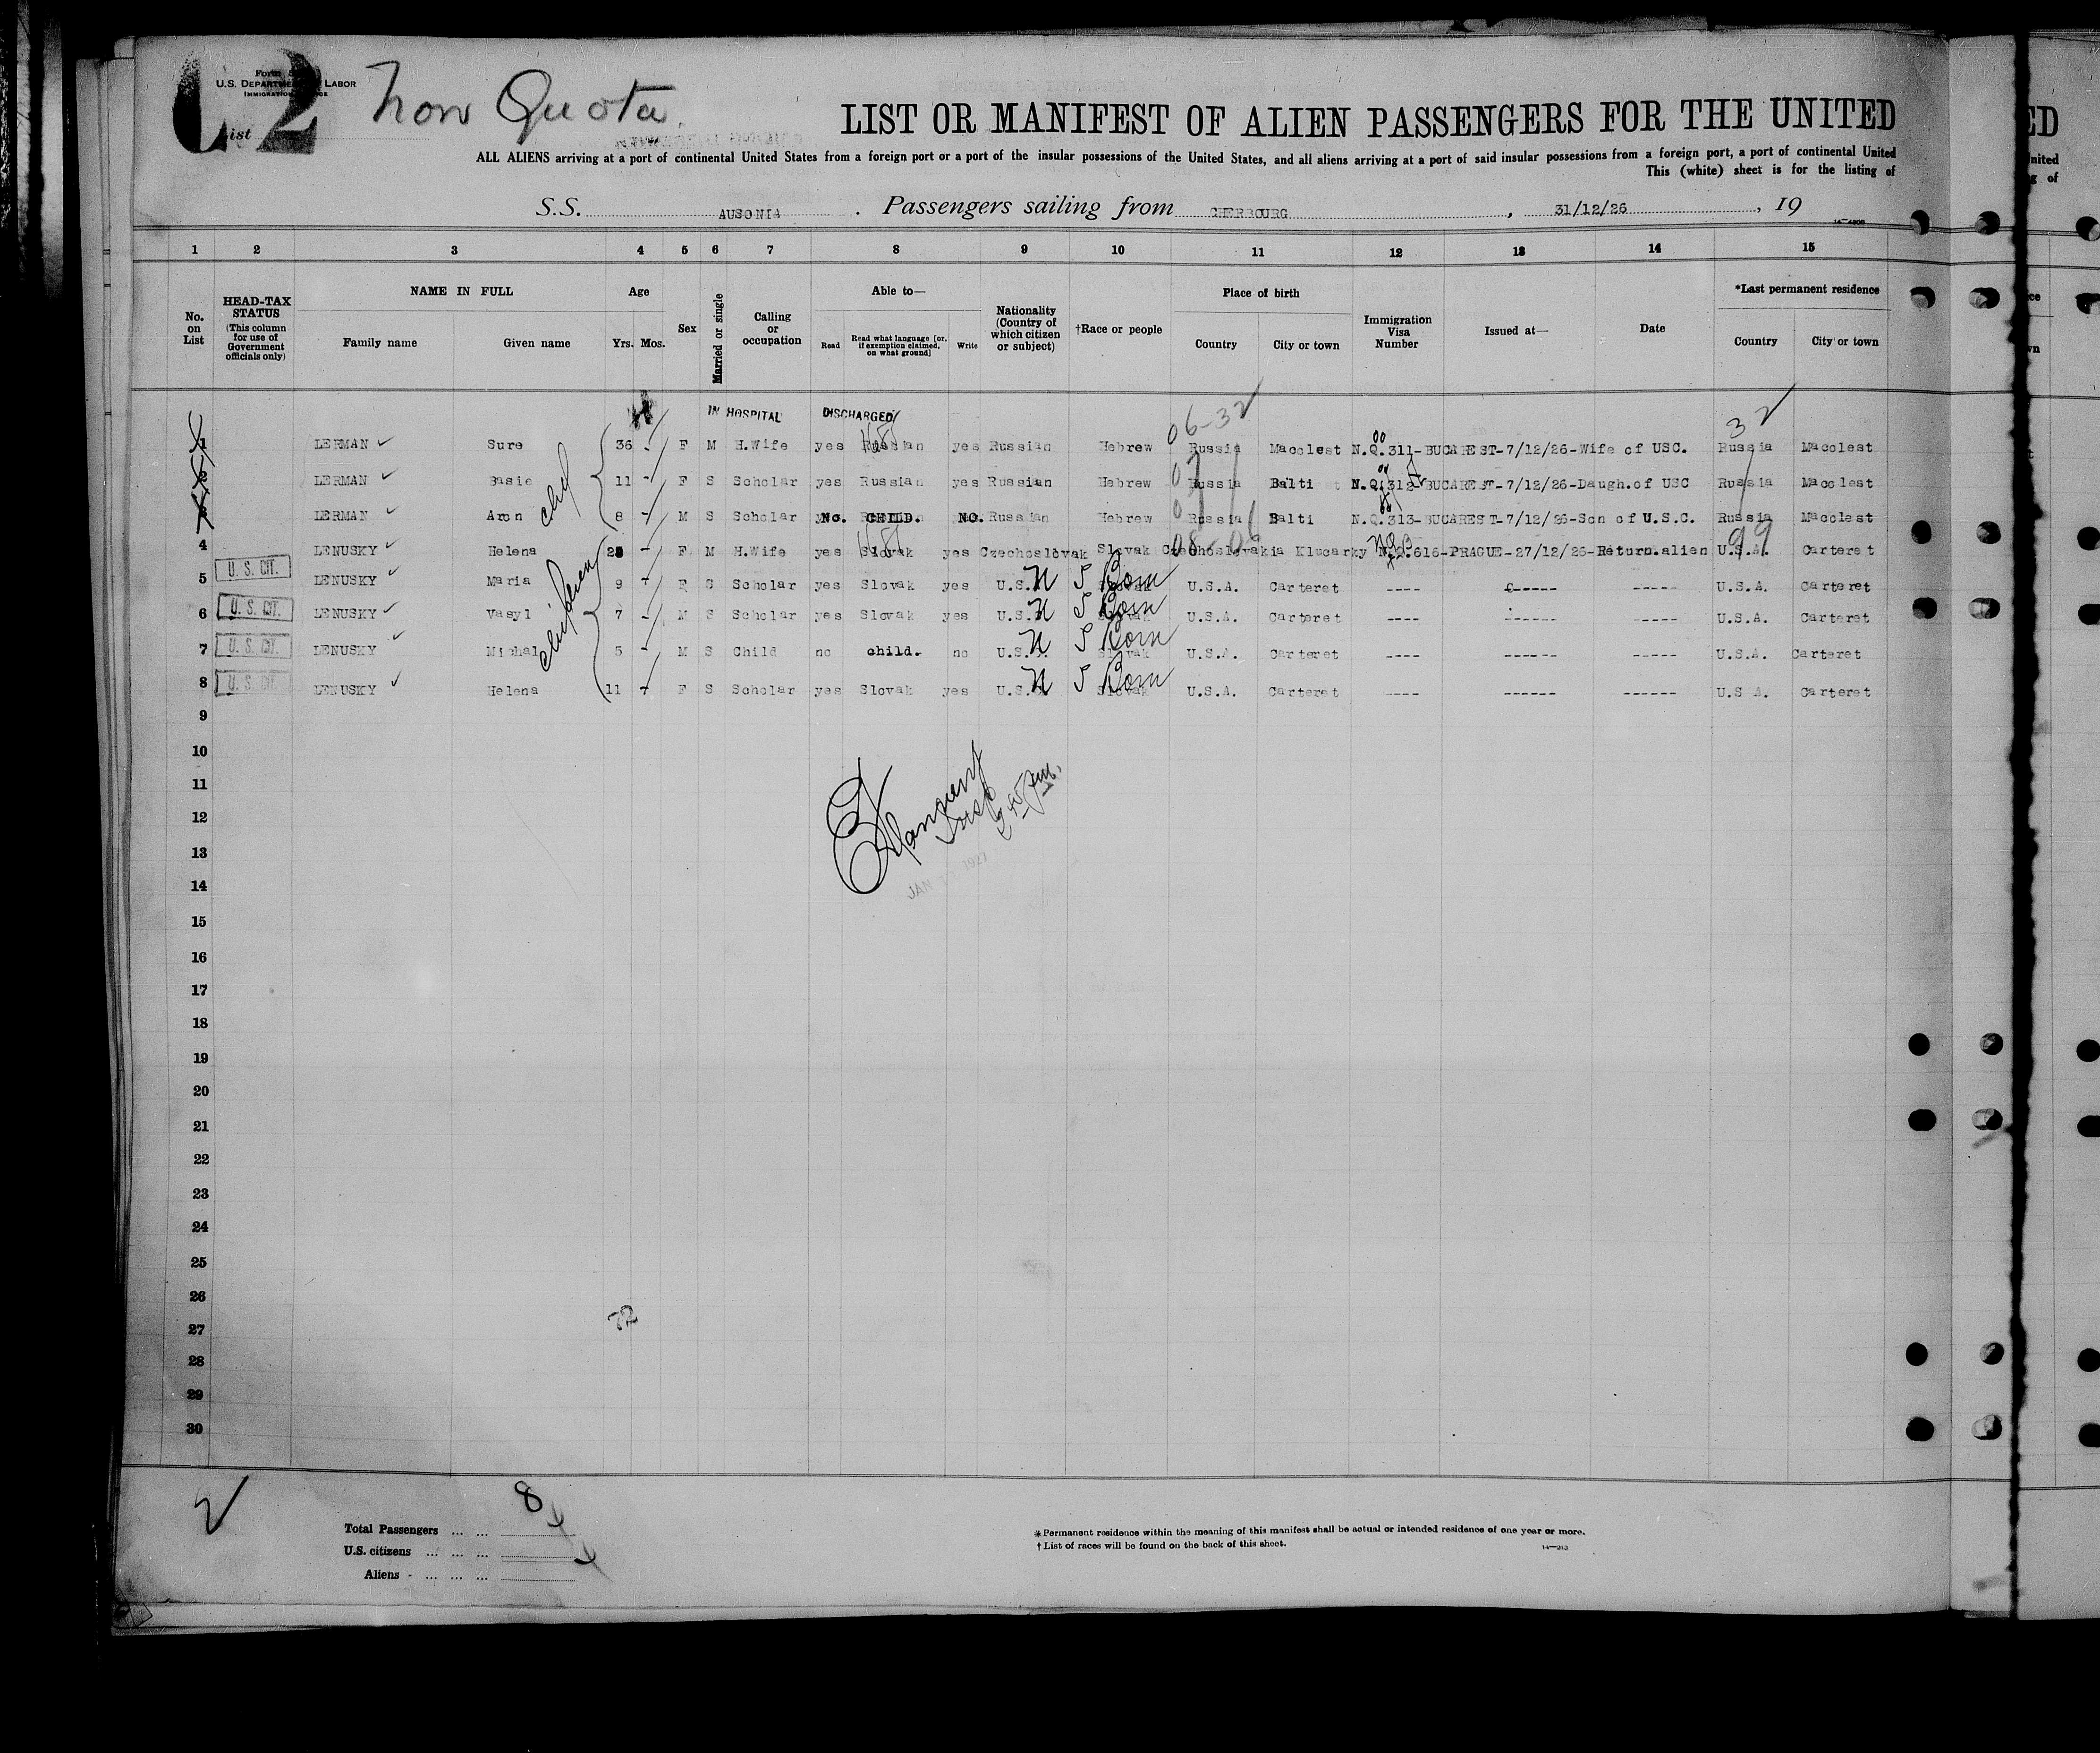 2
Form
U.S. DEPARTMENT LABOR
IMMIGRATION
List
Non Quota.
LIST OR MANIFEST OF ALIEN PASSENGERS FOR THE UNITED
ALL ALIENS arriving at a port of continental United States from a foreign port or a port of the insular possessions of the United States, and all aliens arriving at a port of said insular possessions from a foreign port, a port of continental United
This (white) sheet is for the listing of
S.S. AUSONIA . Passengers sailing from CHERBOURG , 31/12/26 , 19
1 2 3 4 5 6 7 8 9 10 11 12 13 14 15
No. on List
HEAD-TAX STATUS (This column for use of Government officials only)
NAME IN FULL
Family name Given name
Age
Yrs. Mos.
Sex
Married or single
Calling or occupation
Able to—
Read
Read what language [or, if exemption claimed, on what ground]
Write
Nationality (Country of which citizen or subject)
†Race or people
Place of birth
Country City or town
Immigration Visa Number
Issued at—
Date
*Last permanent residence
Country City or town
IN HOSPITAL DISCHARGED 06-32 32
1 LERMAN Sure 36 - F M H.Wife yes Russian yes Russian Hebrew Russia Macolest N.Q.311-BUCAREST-7/12/26-Wife of USC. Russia Macolest
2 LERMAN Basie 11 - F S Scholar yes Russian yes Russian Hebrew Russia Balti N.Q.312-BUCAREST-7/12/26-Daugh.of USC Russia Macolest
3 LERMAN Aron 8 - M S Scholar No. CHILD. NO. Russian Hebrew Russia Balti N.Q.313-BUCAREST-7/12/26-Son of U.S.C. Russia Macolest
4 LENUSKY Helena - F M H.Wife yes Slovak yes Czechoslovak Slovak Czechoslovakia Klucarky N.Q.616-PRAGUE-27/12/26-Return.alien U.S.A. Carteret
99
5 U.S. CIT. LENUSKY Maria 9 - F S Scholar yes Slovak yes U.S. U S Born U.S.A. Carteret ---- ------ ----- U.S.A. Carteret
6 U.S. CIT. LENUSKY Vasyl 7 - M S Scholar yes Slovak yes U.S. U S Born U.S.A. Carteret ---- ------ ----- U.S.A. Carteret
7 U.S. CIT. LENUSKY Michal 5 - M S Child no child. no U.S. U S Born U.S.A. Carteret ---- ------ ------ U.S.A. Carteret
8 U.S. CIT. LENUSKY Helena 11 - F S Scholar yes Slovak yes U.S. U S Born U.S.A. Carteret ---- ------ ------ U.S.A. Carteret
9
10
11
12
13
14
JAN 1927
15
16
17
18
19
20
21
22
23
24
25
26
27
72
28
29
30
2
8
Total Passengers ... ...
U.S. citizens ... ... ...
Aliens - ... ... ...
*Permanent residence within the meaning of this manifest shall be actual or intended residence of one year or more.
†List of races will be found on the back of this sheet.